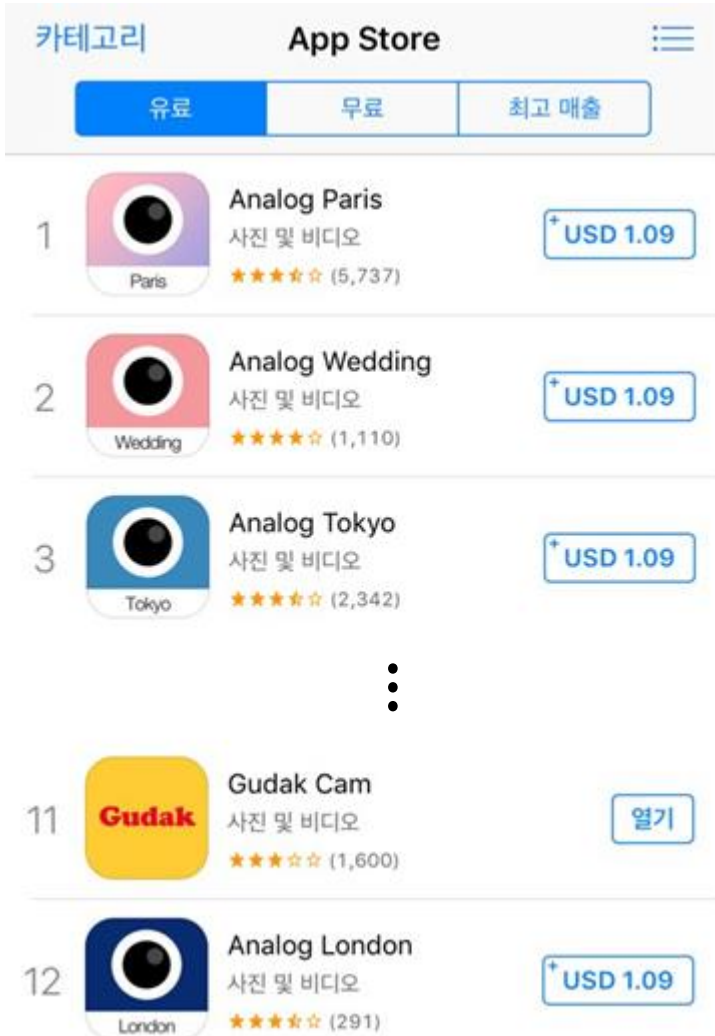 카테고리 App Store
유료 무료 최고 매출
1 Paris Analog Paris 사진 및 비디오 (5,737) + USD 1.09
2 Wedding Analog Wedding 사진 및 비디오 (1,110) + USD 1.09
3 Tokyo Analog Tokyo 사진 및 비디오 (2,342) + USD 1.09
11 Gudak Gudak Cam 사진 및 비디오 (1,600) 열기
12 London Analog London 사진 및 비디오 (291) + USD 1.09